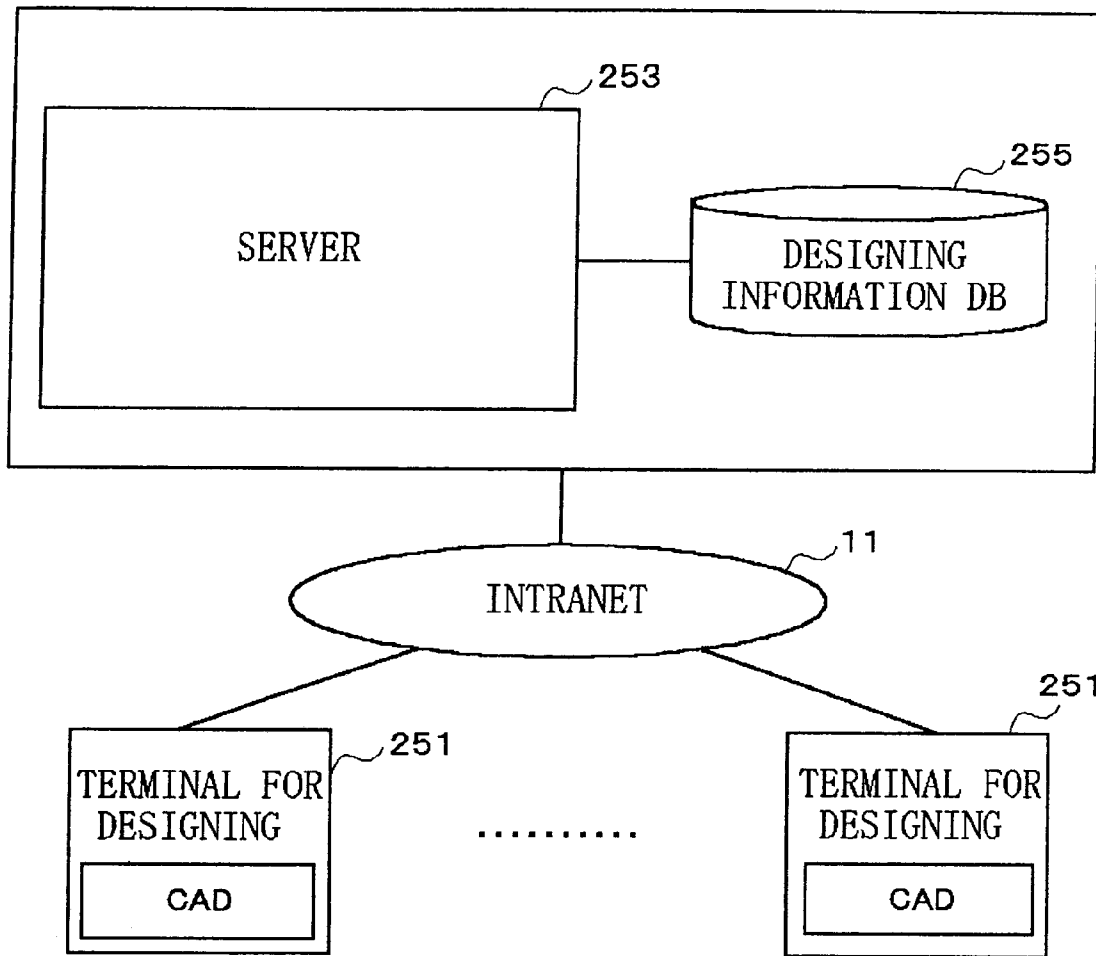 253
255
SERVER
DESIGNING
INFORMATION DB
11
INTRANET
251
251
TERMINAL FOR
DESIGNING
..........
CAD
TERMINAL FOR
DESIGNING
CAD